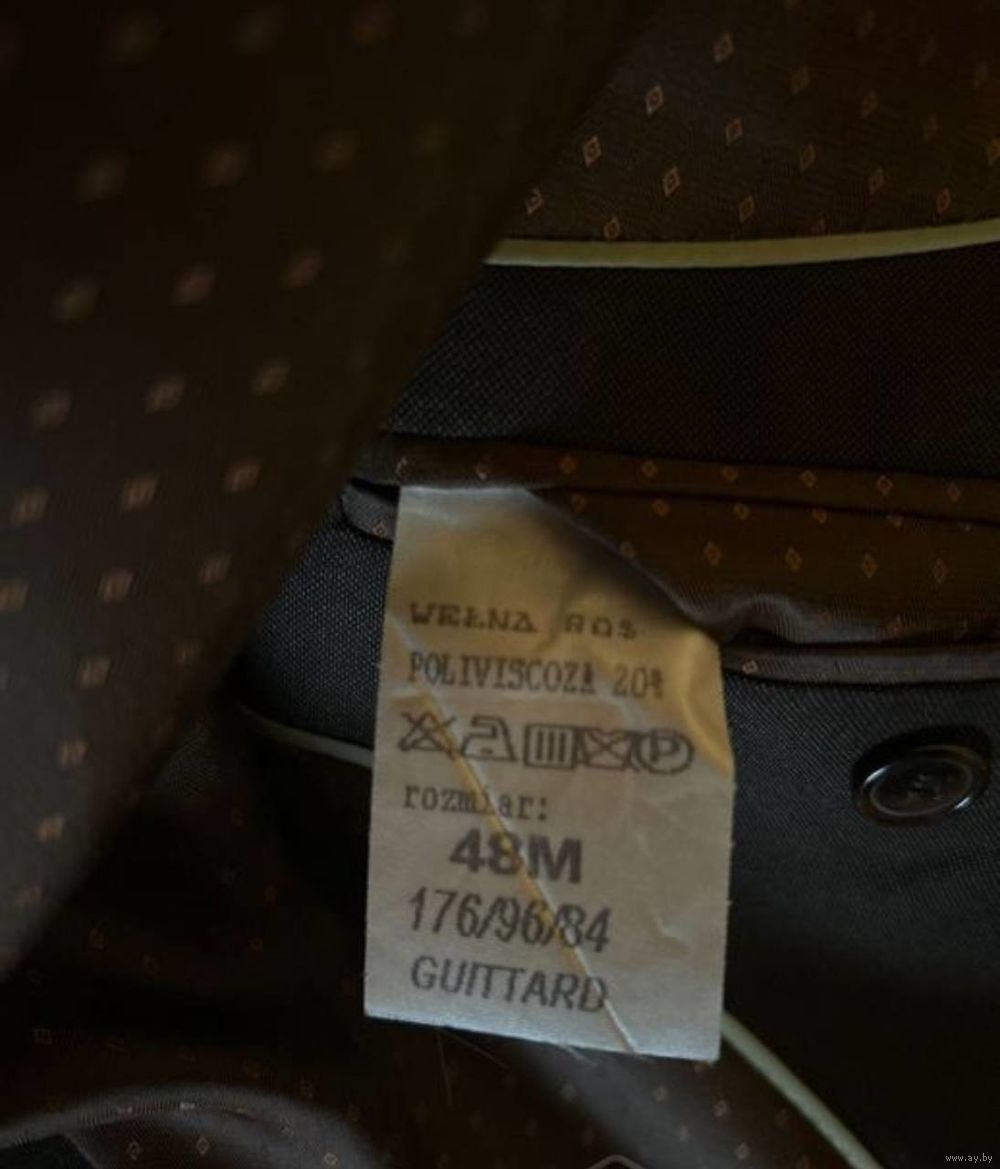 WEŁNA 80%
POLIVISCOZA 20%
P
rozmiar:
48M
176/96/84
GUITTARD
www.ay.by